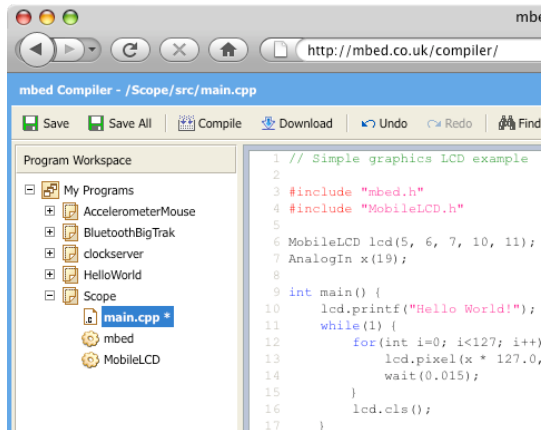 mbe
http://mbed.co.uk/compiler/
mbed Compiler - /Scope/src/main.cpp
Save Save All Compile Download Undo Redo Find
Program Workspace
My Programs
AccelerometerMouse
BluetoothBigTrak
clockserver
HelloWorld
Scope
main.cpp *
mbed
MobileLCD
1 // Simple graphics LCD example
2
3 #include "mbed.h"
4 #include "MobileLCD.h"
5
6 MobileLCD lcd(5, 6, 7, 10, 11);
7 AnalogIn x(19);
8
9 int main() {
10 lcd.printf("Hello World!");
11 while(1) {
12 for(int i=0; i<127; i++)
13 lcd.pixel(x * 127.0,
14 wait(0.015);
15 }
16 lcd.cls();
17 }